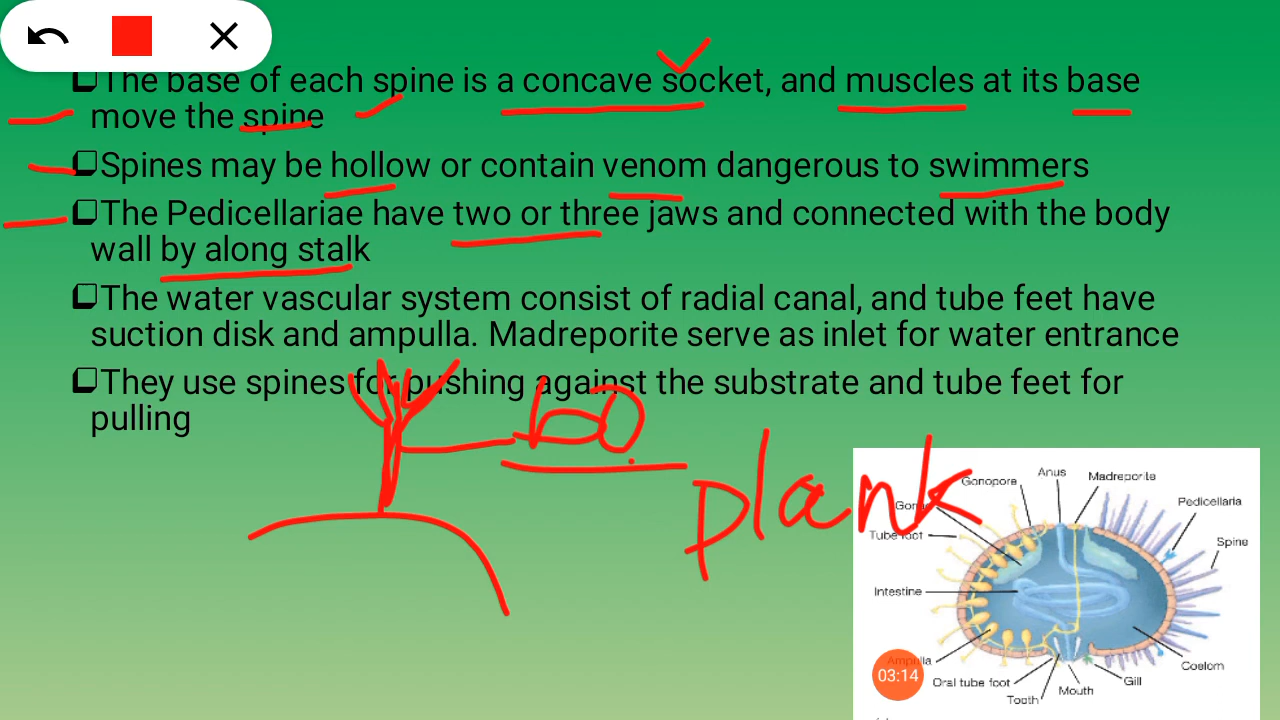 The base of each spine is a concave socket, and muscles at its base
move the spine
Spines may be hollow or contain venom dangerous to swimmers
The Pedicellariae have two or three jaws and connected with the body
wall by along stalk
The water vascular system consist of radial canal, and tube feet have
suction disk and ampulla. Madreporite serve as inlet for water entrance
They use spines for pushing against the substrate and tube feet for
pulling
bo
plank
Anus
Madreporite
Gonopore
Pedicellaria
Tube foot
Spine
Intestine
Ampulla
Coelom
03:14
Oral tube foot
Gill
Mouth
Tooth